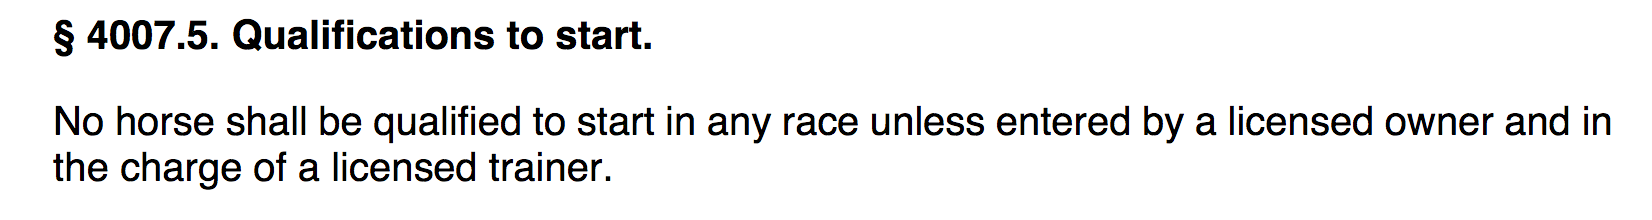 § 4007.5. Qualifications to start.
No horse shall be qualified to start in any race unless entered by a licensed owner and in
the charge of a licensed trainer.